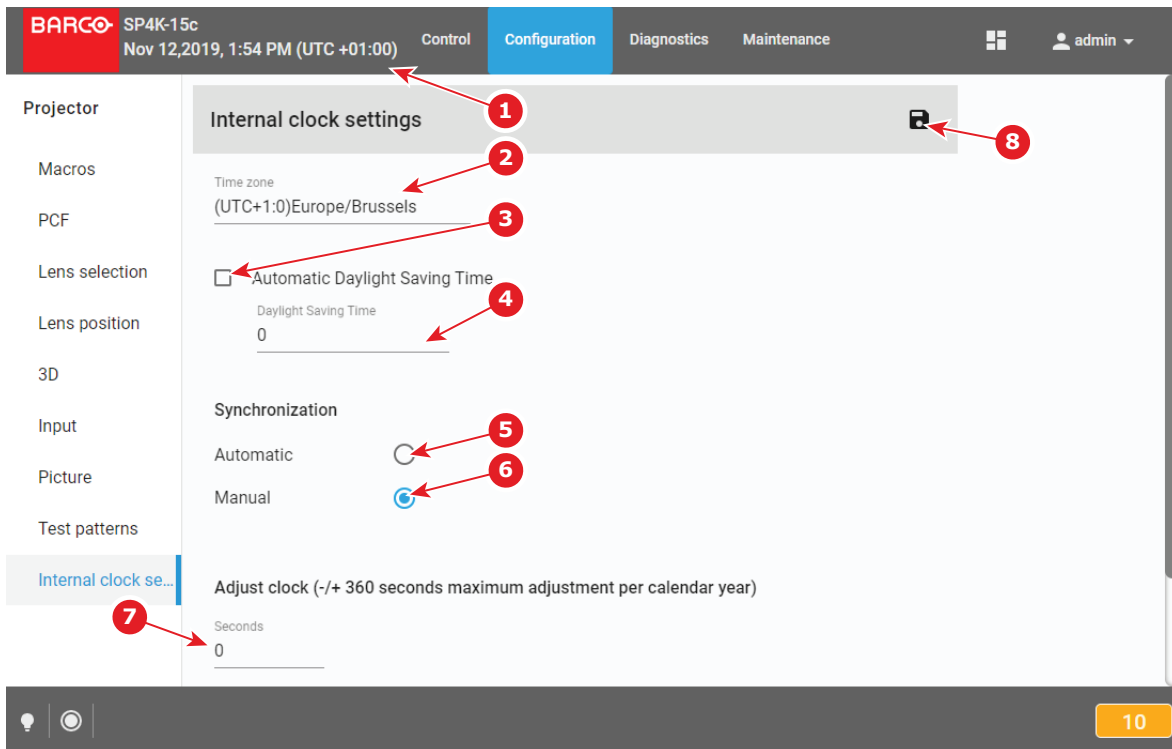 BARCO
SP4K-15c
Nov 12,2019, 1:54 PM (UTC +01:00)
Control
Configuration
Diagnostics
Maintenance
admin
Projector
Macros
PCF
Lens selection
Lens position
3D
Input
Picture
Test patterns
Internal clock se...
Internal clock settings
1
8
2
Time zone
(UTC+1:0)Europe/Brussels
3
Automatic Daylight Saving Time
4
Daylight Saving Time
0
Synchronization
5
Automatic
6
Manual
Adjust clock (-/+ 360 seconds maximum adjustment per calendar year)
7
Seconds
0
10